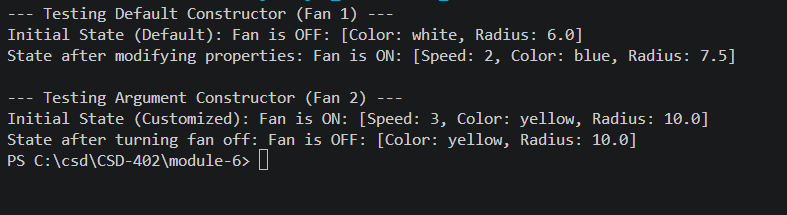 --- Testing Default Constructor (Fan 1) ---
Initial State (Default): Fan is OFF: [Color: white, Radius: 6.0]
State after modifying properties: Fan is ON: [Speed: 2, Color: blue, Radius: 7.5]
--- Testing Argument Constructor (Fan 2) ---
Initial State (Customized): Fan is ON: [Speed: 3, Color: yellow, Radius: 10.0]
State after turning fan off: Fan is OFF: [Color: yellow, Radius: 10.0]
PS C:\csd\CSD-402\module-6>